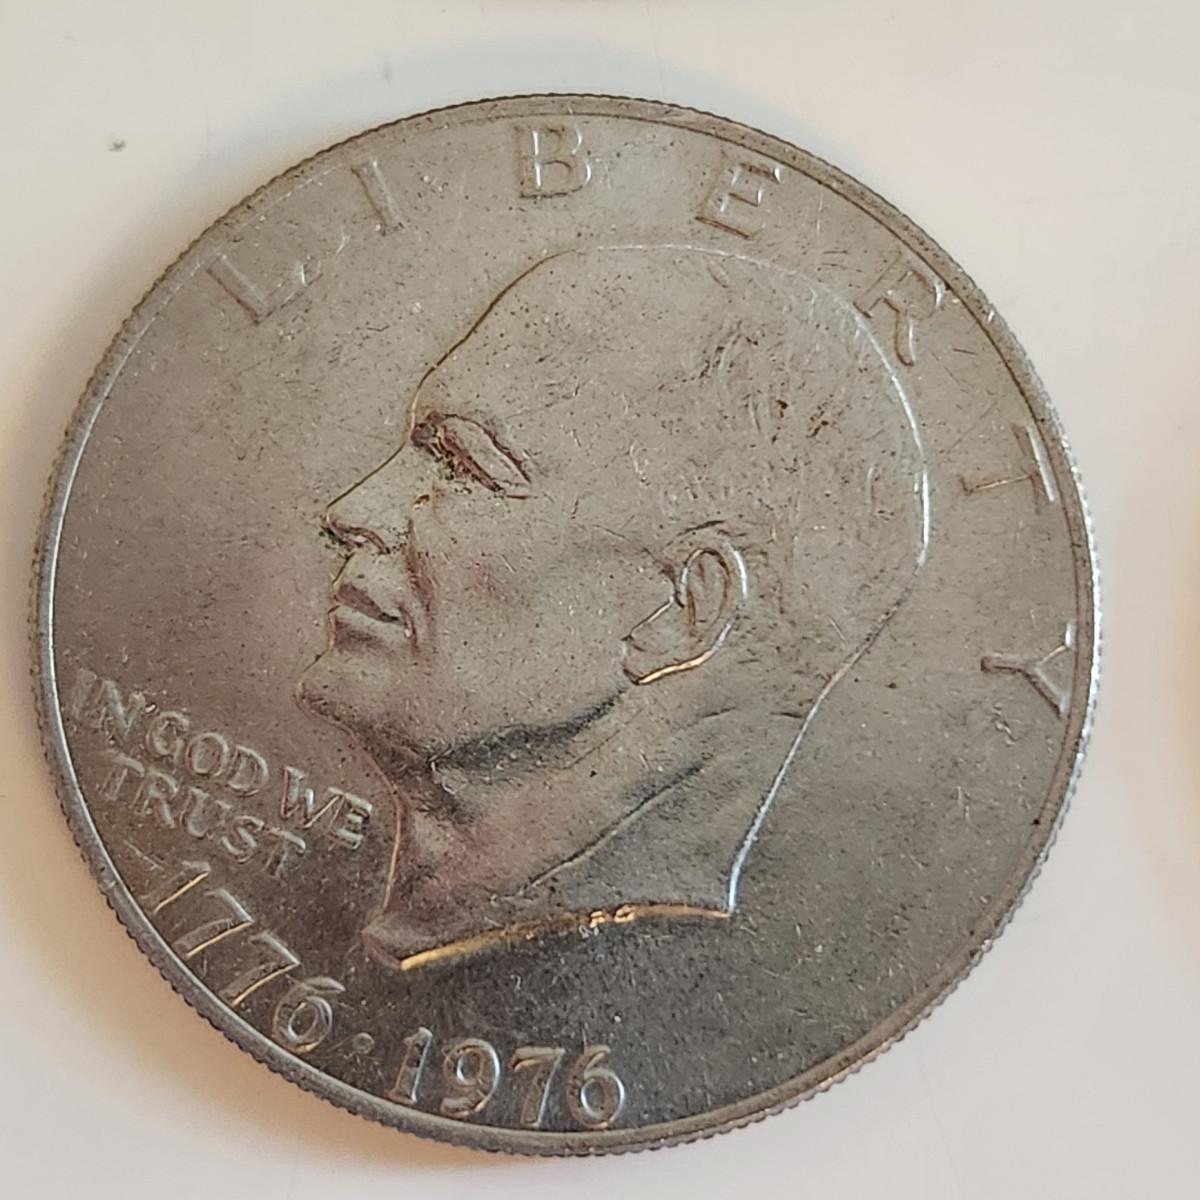 LIBERTY
IN GOD WE
TRUST
1776·1976